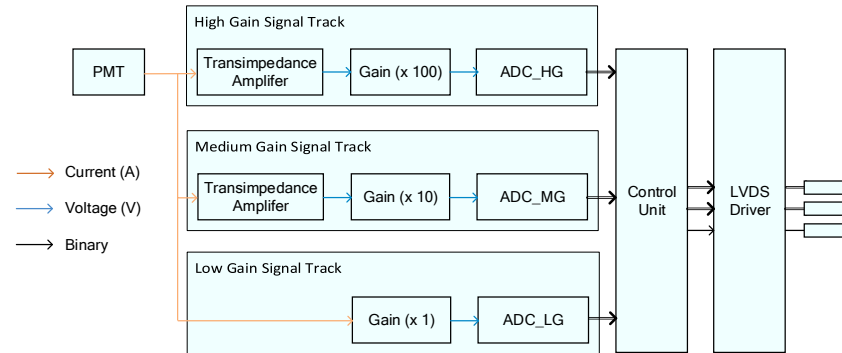 High Gain Signal Track
PMT
Transimpedance
Amplifer
Gain (x 100)
ADC_HG
Medium Gain Signal Track
Transimpedance
Amplifer
Gain (x 10)
ADC_MG
Low Gain Signal Track
Gain (x 1)
ADC_LG
Control
Unit
LVDS
Driver
Current (A)
Voltage (V)
Binary